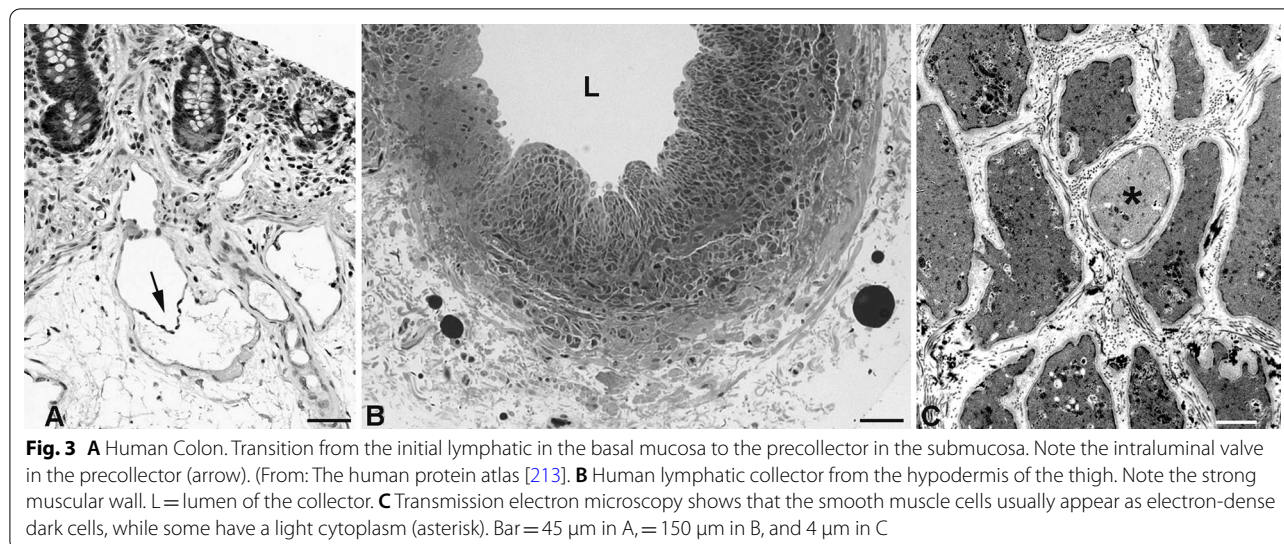 L
*
A
B
C
Fig. 3 A Human Colon. Transition from the initial lymphatic in the basal mucosa to the precollector in the submucosa. Note the intraluminal valve
in the precollector (arrow). (From: The human protein atlas [213]. B Human lymphatic collector from the hypodermis of the thigh. Note the strong
muscular wall. L = lumen of the collector. C Transmission electron microscopy shows that the smooth muscle cells usually appear as electron-dense
dark cells, while some have a light cytoplasm (asterisk). Bar = 45 μm in A, = 150 μm in B, and 4 μm in C